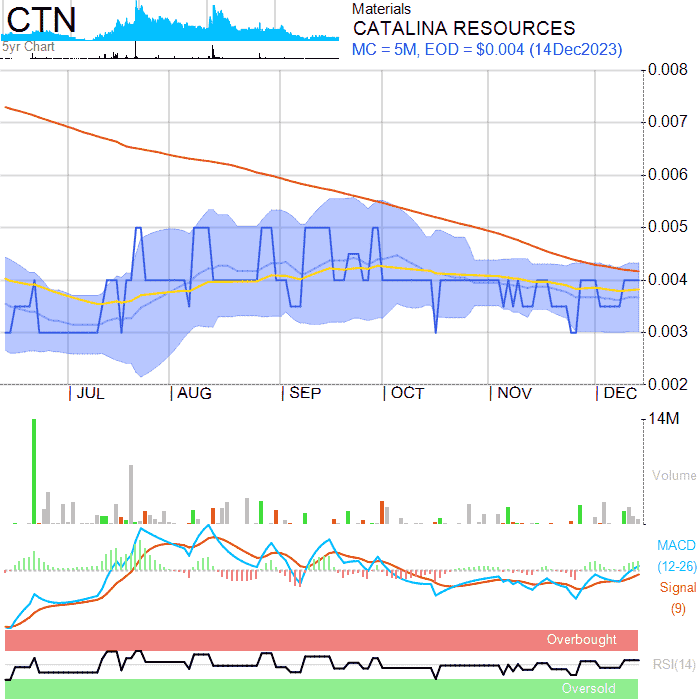 CTN
5yr Chart
Materials
CATALINA RESOURCES
MC = 5M, EOD = $0.004 (14Dec2023)
0.008
0.007
0.006
0.005
0.004
0.003
0.002
JUL AUG SEP OCT NOV DEC
14M
Volume
MACD
(12-26)
Signal
(9)
Overbought
RSI(14)
Oversold